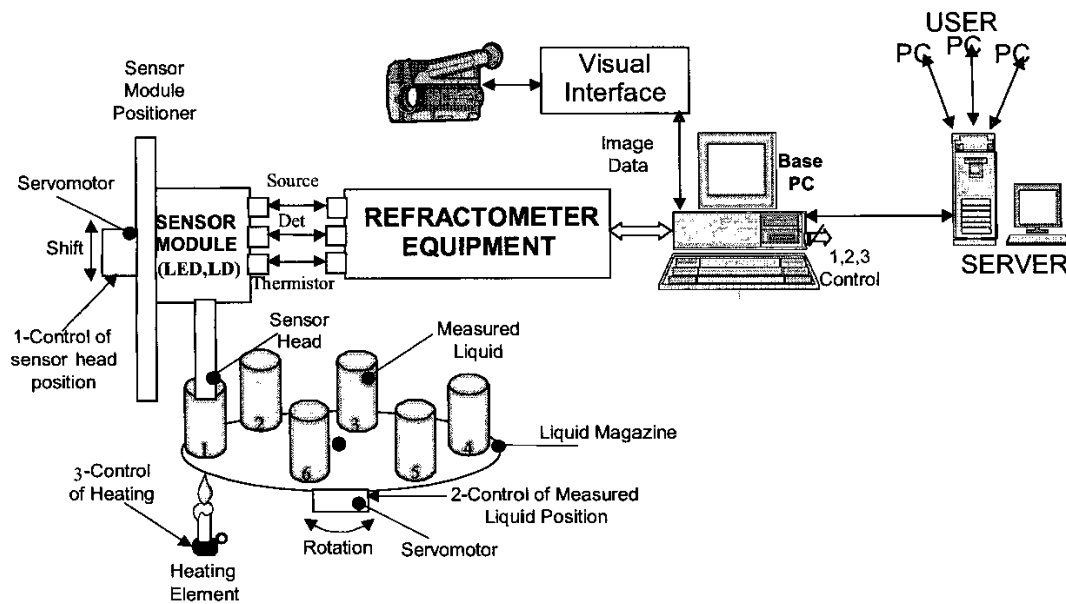 USER
PC
PC
PC
Sensor
Module
Positioner
Visual
Interface
Image
Data
Base
PC
Servomotor
Shift
SENSOR
MODULE
(LED,LD)
Source
Det
Thermistor
REFRACTOMETER
EQUIPMENT
1,2,3
Control
SERVER
1-Control of
sensor head
position
Sensor
Head
Measured
Liquid
1
2
3
4
5
6
Liquid Magazine
3-Control
of Heating
2-Control of Measured
Liquid Position
Rotation
Servomotor
Heating
Element